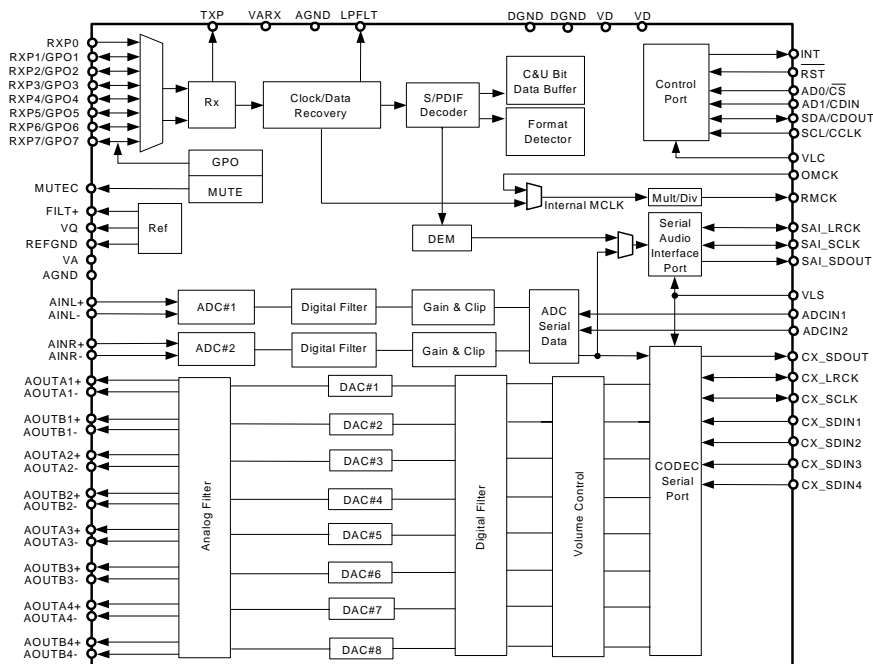 TXP VARX AGND LPFLT DGND DGND VD VD
RXP0
RXP1/GPO1
RXP2/GPO2
RXP3/GPO3
RXP4/GPO4
RXP5/GPO5
RXP6/GPO6
RXP7/GPO7
MUTEC
FILT+
VQ
REFGND
VA
AGND
AINL+
AINL-
AINR+
AINR-
AOUTA1+
AOUTA1-
AOUTB1+
AOUTB1-
AOUTA2+
AOUTA2-
AOUTB2+
AOUTB2-
AOUTA3+
AOUTA3-
AOUTB3+
AOUTB3-
AOUTA4+
AOUTA4-
AOUTB4+
AOUTB4-
Rx
Clock/Data
Recovery
S/PDIF
Decoder
C&U Bit
Data Buffer
Format
Detector
Control
Port
GPO
MUTE
Ref
Internal MCLK
Mult/Div
DEM
Serial
Audio
Interface
Port
ADC#1
Digital Filter
Gain & Clip
ADC#2
Digital Filter
Gain & Clip
ADC
Serial
Data
Analog Filter
DAC#1
DAC#2
DAC#3
DAC#4
DAC#5
DAC#6
DAC#7
DAC#8
Digital Filter
Volume Control
CODEC
Serial
Port
INT
RST
AD0/CS
AD1/CDIN
SDA/CDOUT
SCL/CCLK
VLC
OMCK
RMCK
SAI_LRCK
SAI_SCLK
SAI_SDOUT
VLS
ADCIN1
ADCIN2
CX_SDOUT
CX_LRCK
CX_SCLK
CX_SDIN1
CX_SDIN2
CX_SDIN3
CX_SDIN4